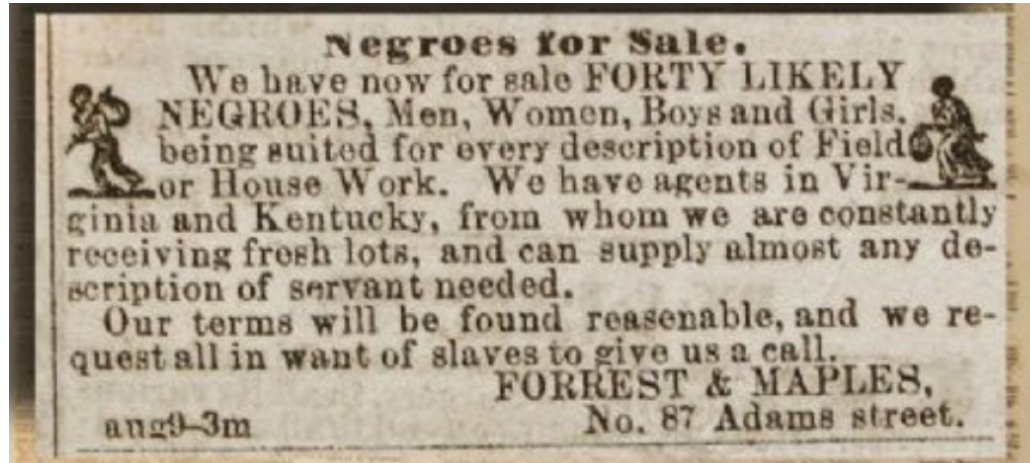 Negroes for Sale.
We have now for sale FORTY LIKELY
NEGROES, Men, Women, Boys and Girls,
being suited for every description of Field
or House Work. We have agents in Vir-
ginia and Kentucky, from whom we are constantly
receiving fresh lots, and can supply almost any de-
scription of servant needed.
Our terms will be found reasenable, and we re-
quest all in want of slaves to give us a call.
FORREST & MAPLES,
aug9-3m No. 87 Adams street.